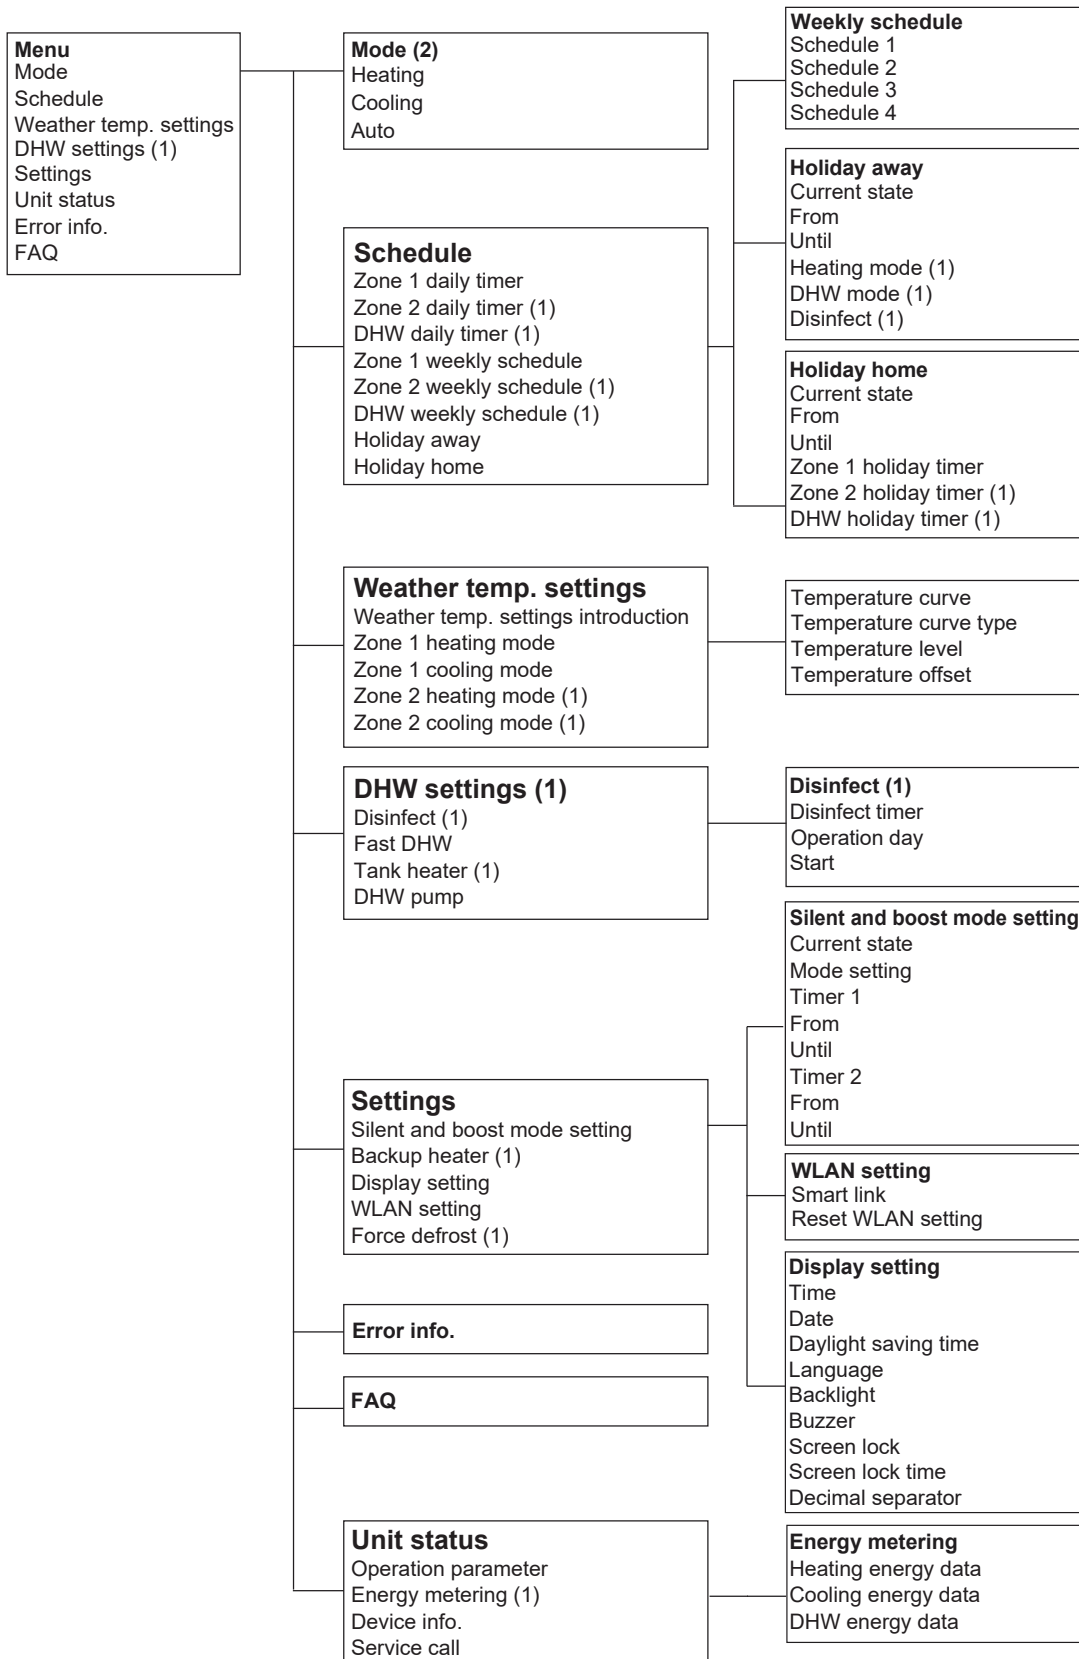 Menu
Mode
Schedule
Weather temp. settings
DHW settings (1)
Settings
Unit status
Error info.
FAQ
Mode (2)
Heating
Cooling
Auto
Schedule
Zone 1 daily timer
Zone 2 daily timer (1)
DHW daily timer (1)
Zone 1 weekly schedule
Zone 2 weekly schedule (1)
DHW weekly schedule (1)
Holiday away
Holiday home
Weekly schedule
Schedule 1
Schedule 2
Schedule 3
Schedule 4
Holiday away
Current state
From
Until
Heating mode (1)
DHW mode (1)
Disinfect (1)
Holiday home
Current state
From
Until
Zone 1 holiday timer
Zone 2 holiday timer (1)
DHW holiday timer (1)
Weather temp. settings
Weather temp. settings introduction
Zone 1 heating mode
Zone 1 cooling mode
Zone 2 heating mode (1)
Zone 2 cooling mode (1)
Temperature curve
Temperature curve type
Temperature level
Temperature offset
DHW settings (1)
Disinfect (1)
Fast DHW
Tank heater (1)
DHW pump
Disinfect (1)
Disinfect timer
Operation day
Start
Settings
Silent and boost mode setting
Backup heater (1)
Display setting
WLAN setting
Force defrost (1)
Silent and boost mode setting
Current state
Mode setting
Timer 1
From
Until
Timer 2
From
Until
WLAN setting
Smart link
Reset WLAN setting
Display setting
Time
Date
Daylight saving time
Language
Backlight
Buzzer
Screen lock
Screen lock time
Decimal separator
Error info.
FAQ
Unit status
Operation parameter
Energy metering (1)
Device info.
Service call
Energy metering
Heating energy data
Cooling energy data
DHW energy data